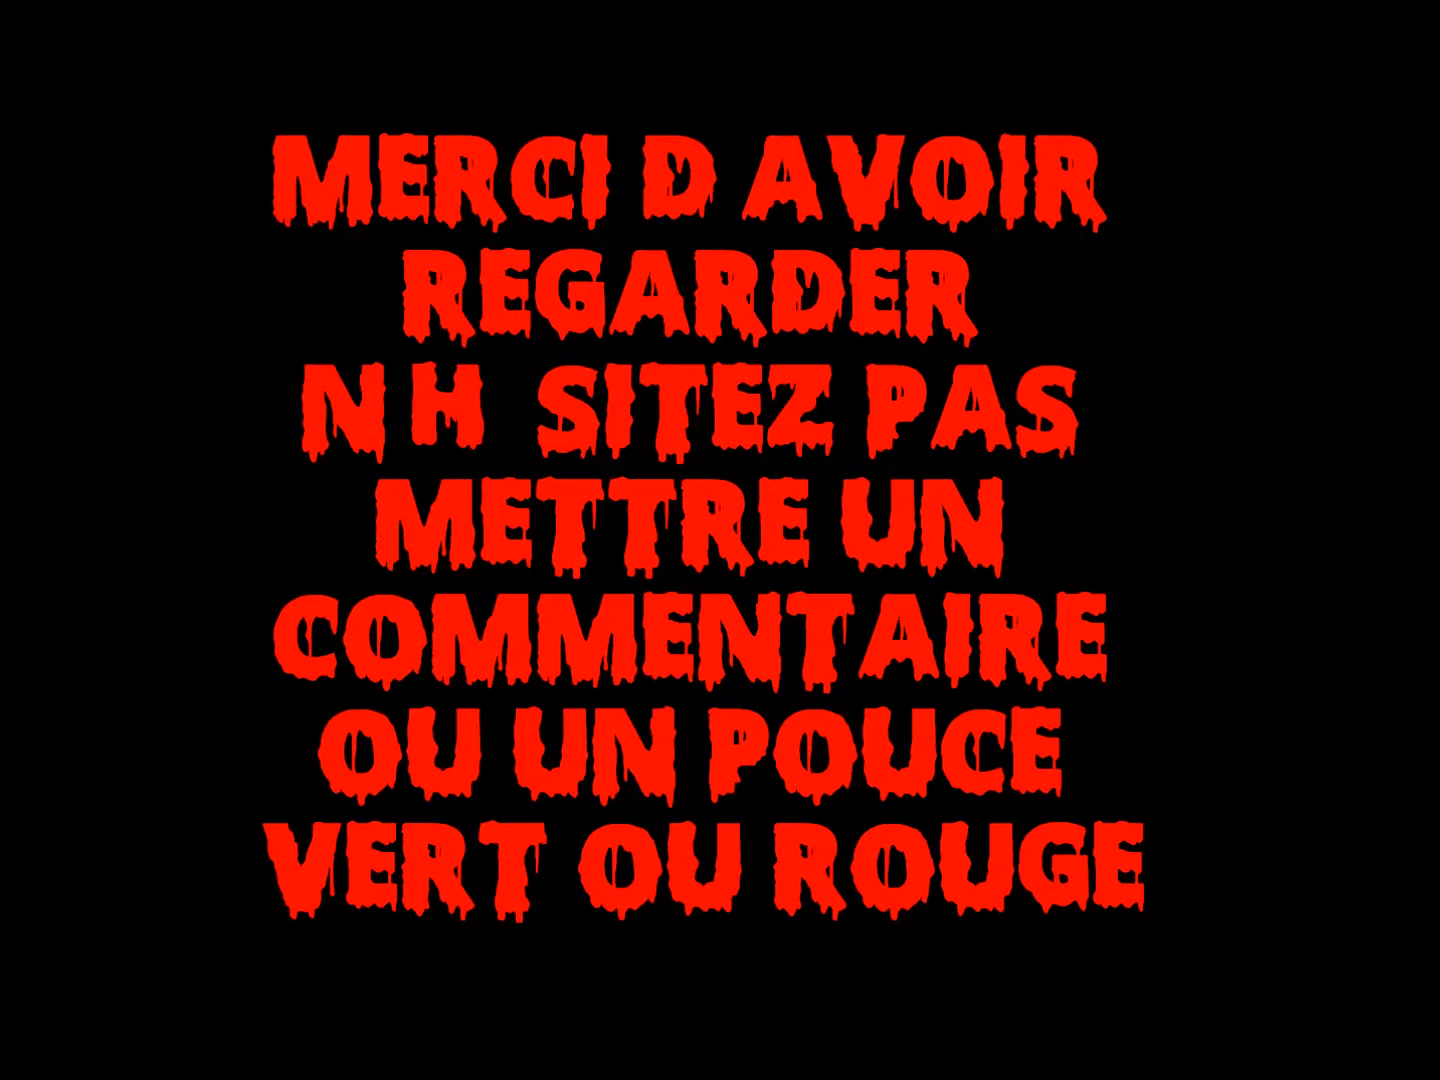 MERCI D AVOIR
REGARDER
N H SITEZ PAS
METTRE UN
COMMENTAIRE
OU UN POUCE
VERT OU ROUGE